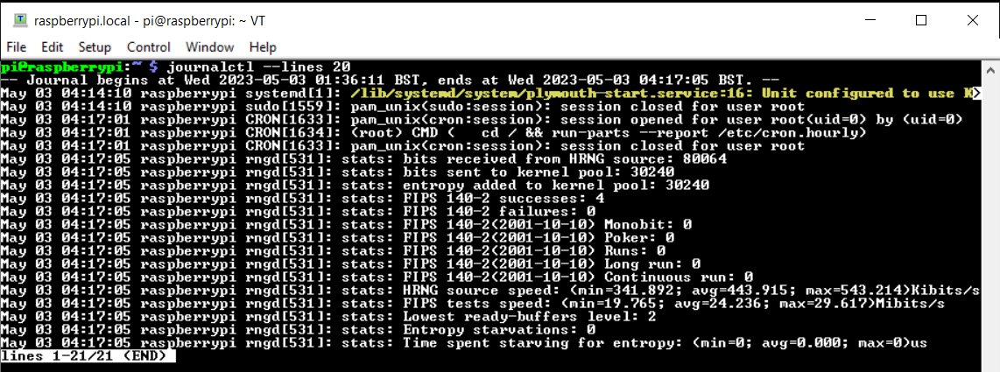 raspberrypi.local - pi@raspberrypi: ~ VT
File Edit Setup Control Window Help
pi@raspberrypi:~ $ journalctl --lines 20
-- Journal begins at Wed 2023-05-03 01:36:11 BST, ends at Wed 2023-05-03 04:17:05 BST. --
May 03 04:14:10 raspberrypi systemd[1]: /lib/systemd/system/plymouth-start.service:16: Unit configured to use K>
May 03 04:14:10 raspberrypi sudo[1559]: pam_unix(sudo:session): session closed for user root
May 03 04:17:01 raspberrypi CRON[1633]: pam_unix(cron:session): session opened for user root(uid=0) by (uid=0)
May 03 04:17:01 raspberrypi CRON[1634]: (root) CMD (   cd / && run-parts --report /etc/cron.hourly)
May 03 04:17:01 raspberrypi CRON[1633]: pam_unix(cron:session): session closed for user root
May 03 04:17:05 raspberrypi rngd[531]: stats: bits received from HRNG source: 80064
May 03 04:17:05 raspberrypi rngd[531]: stats: bits sent to kernel pool: 30240
May 03 04:17:05 raspberrypi rngd[531]: stats: entropy added to kernel pool: 30240
May 03 04:17:05 raspberrypi rngd[531]: stats: FIPS 140-2 successes: 4
May 03 04:17:05 raspberrypi rngd[531]: stats: FIPS 140-2 failures: 0
May 03 04:17:05 raspberrypi rngd[531]: stats: FIPS 140-2(2001-10-10) Monobit: 0
May 03 04:17:05 raspberrypi rngd[531]: stats: FIPS 140-2(2001-10-10) Poker: 0
May 03 04:17:05 raspberrypi rngd[531]: stats: FIPS 140-2(2001-10-10) Runs: 0
May 03 04:17:05 raspberrypi rngd[531]: stats: FIPS 140-2(2001-10-10) Long run: 0
May 03 04:17:05 raspberrypi rngd[531]: stats: FIPS 140-2(2001-10-10) Continuous run: 0
May 03 04:17:05 raspberrypi rngd[531]: stats: HRNG source speed: (min=341.892; avg=443.915; max=543.214)Kibits/s
May 03 04:17:05 raspberrypi rngd[531]: stats: FIPS tests speed: (min=19.765; avg=24.236; max=29.617)Mibits/s
May 03 04:17:05 raspberrypi rngd[531]: stats: Lowest ready-buffers level: 2
May 03 04:17:05 raspberrypi rngd[531]: stats: Entropy starvations: 0
May 03 04:17:05 raspberrypi rngd[531]: stats: Time spent starving for entropy: (min=0; avg=0.000; max=0)us
lines 1-21/21 (END)